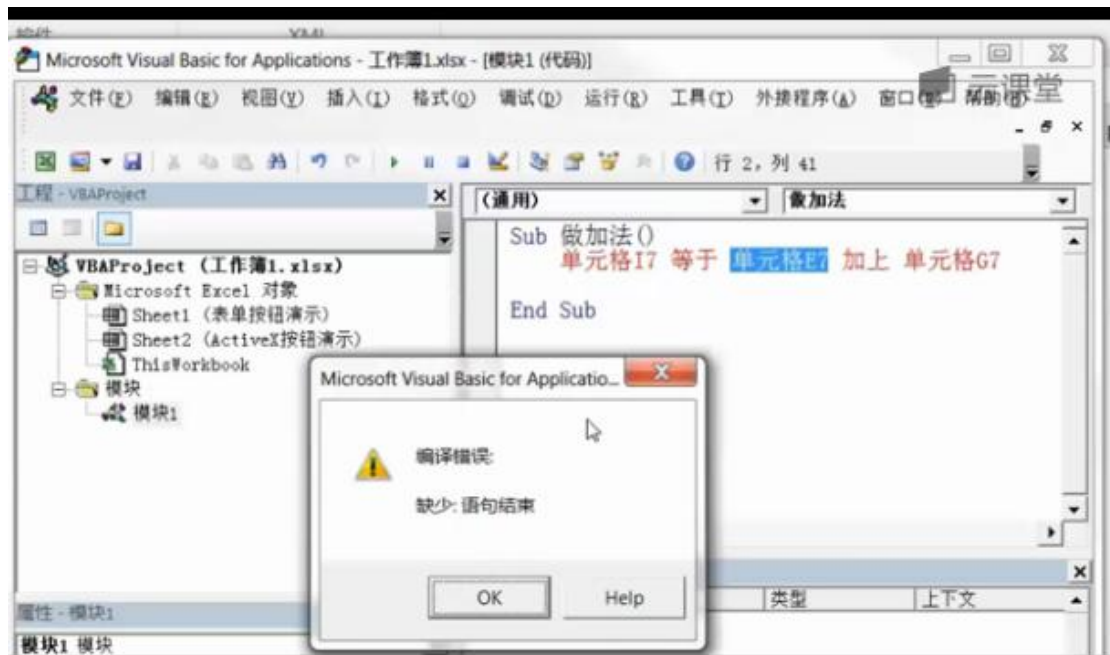 控件 XML
Microsoft Visual Basic for Applications - 工作簿1.xlsx - [模块1 (代码)]
云课堂
文件(F) 编辑(E) 视图(V) 插入(I) 格式(O) 调试(D) 运行(R) 工具(T) 外接程序(A) 窗口(W) 帮助(H)
行 2, 列 41
工程 - VBAProject
(通用) 做加法
Sub 做加法()
单元格I7 等于 单元格E7 加上 单元格G7
End Sub
VBAProject (工作簿1.xlsx)
Microsoft Excel 对象
Sheet1 (表单按钮演示)
Sheet2 (ActiveX按钮演示)
ThisWorkbook
模块
模块1
Microsoft Visual Basic for Applicatio...
编译错误:
缺少: 语句结束
OK Help
类型 上下文
属性 - 模块1
模块1 模块